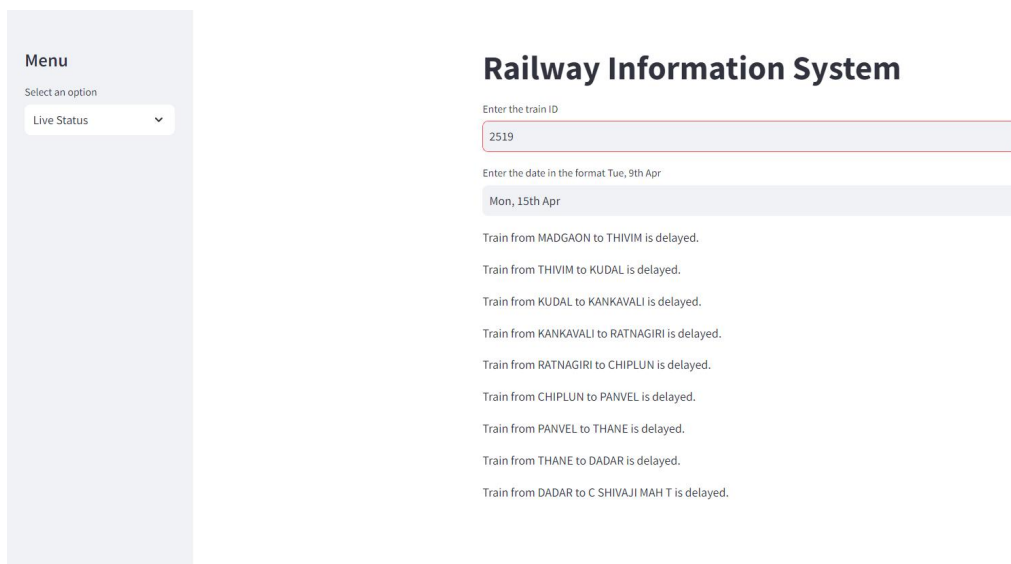 Menu
Select an option
Live Status
Railway Information System
Enter the train ID
2519
Enter the date in the format Tue, 9th Apr
Mon, 15th Apr
Train from MADGAON to THIVIM is delayed.
Train from THIVIM to KUDAL is delayed.
Train from KUDAL to KANKAVALI is delayed.
Train from KANKAVALI to RATNAGIRI is delayed.
Train from RATNAGIRI to CHIPLUN is delayed.
Train from CHIPLUN to PANVEL is delayed.
Train from PANVEL to THANE is delayed.
Train from THANE to DADAR is delayed.
Train from DADAR to C SHIVAJI MAH T is delayed.